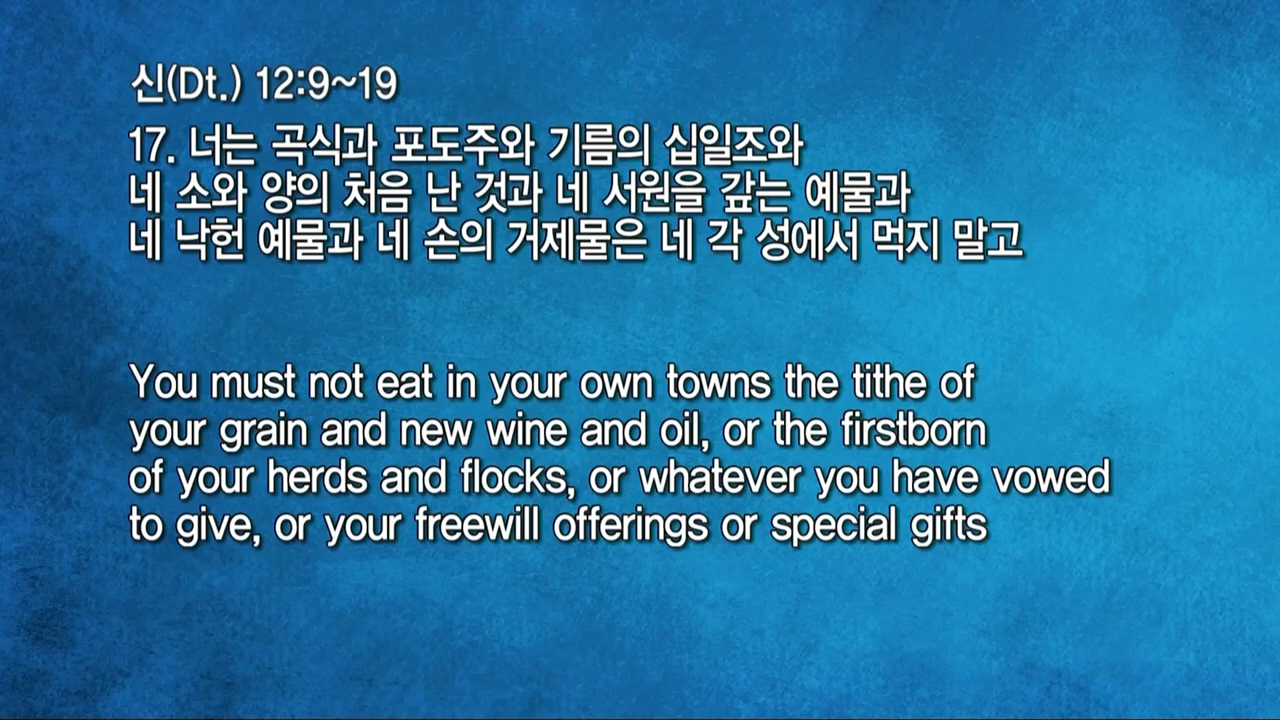 신(Dt.) 12:9~19
17. 너는 곡식과 포도주와 기름의 십일조와
네 소와 양의 처음 난 것과 네 서원을 갚는 예물과
네 낙헌 예물과 네 손의 거제물은 네 각 성에서 먹지 말고
You must not eat in your own towns the tithe of
your grain and new wine and oil, or the firstborn
of your herds and flocks, or whatever you have vowed
to give, or your freewill offerings or special gifts